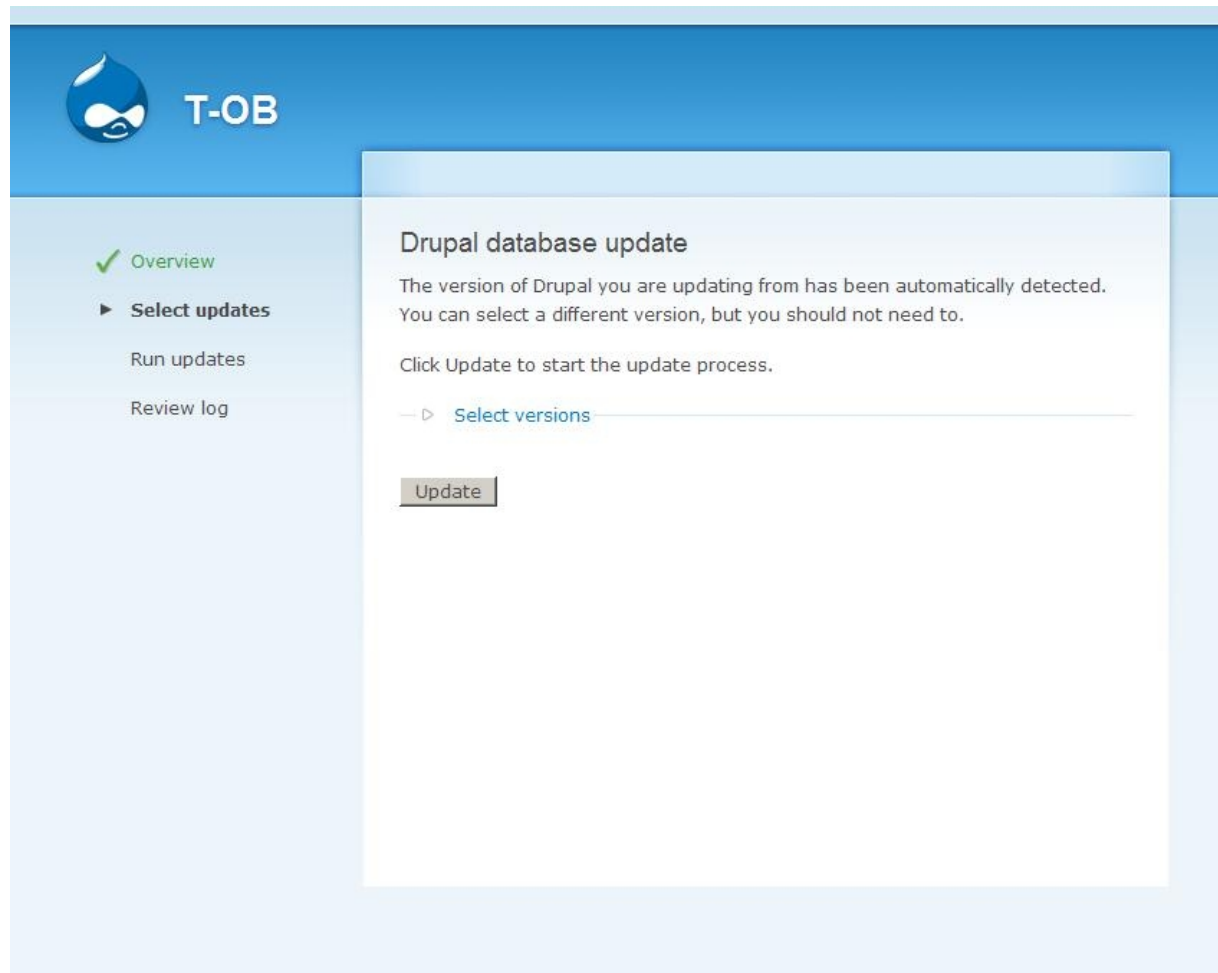 T-OB
Overview
Select updates
Run updates
Review log
Drupal database update
The version of Drupal you are updating from has been automatically detected.
You can select a different version, but you should not need to.
Click Update to start the update process.
Select versions
Update